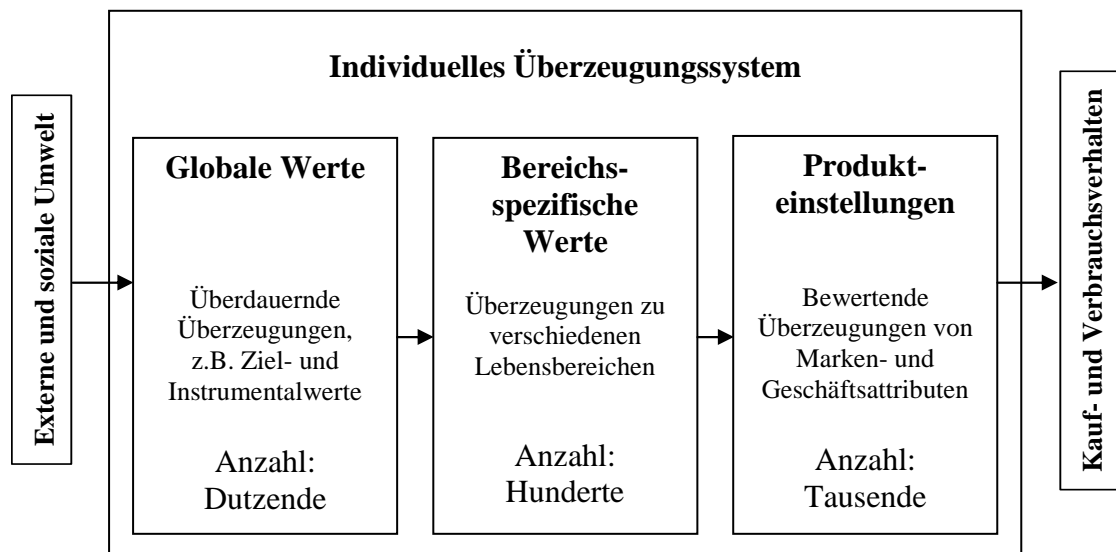 Externe und soziale Umwelt
Individuelles Überzeugungssystem
Globale Werte
Überdauernde
Überzeugungen,
z.B. Ziel- und
Instrumentalwerte
Anzahl:
Dutzende
Bereichs-
spezifische
Werte
Überzeugungen zu
verschiedenen
Lebensbereichen
Anzahl:
Hunderte
Produkt-
einstellungen
Bewertende
Überzeugungen von
Marken- und
Geschäftsattributen
Anzahl:
Tausende
Kauf- und Verbrauchsverhalten